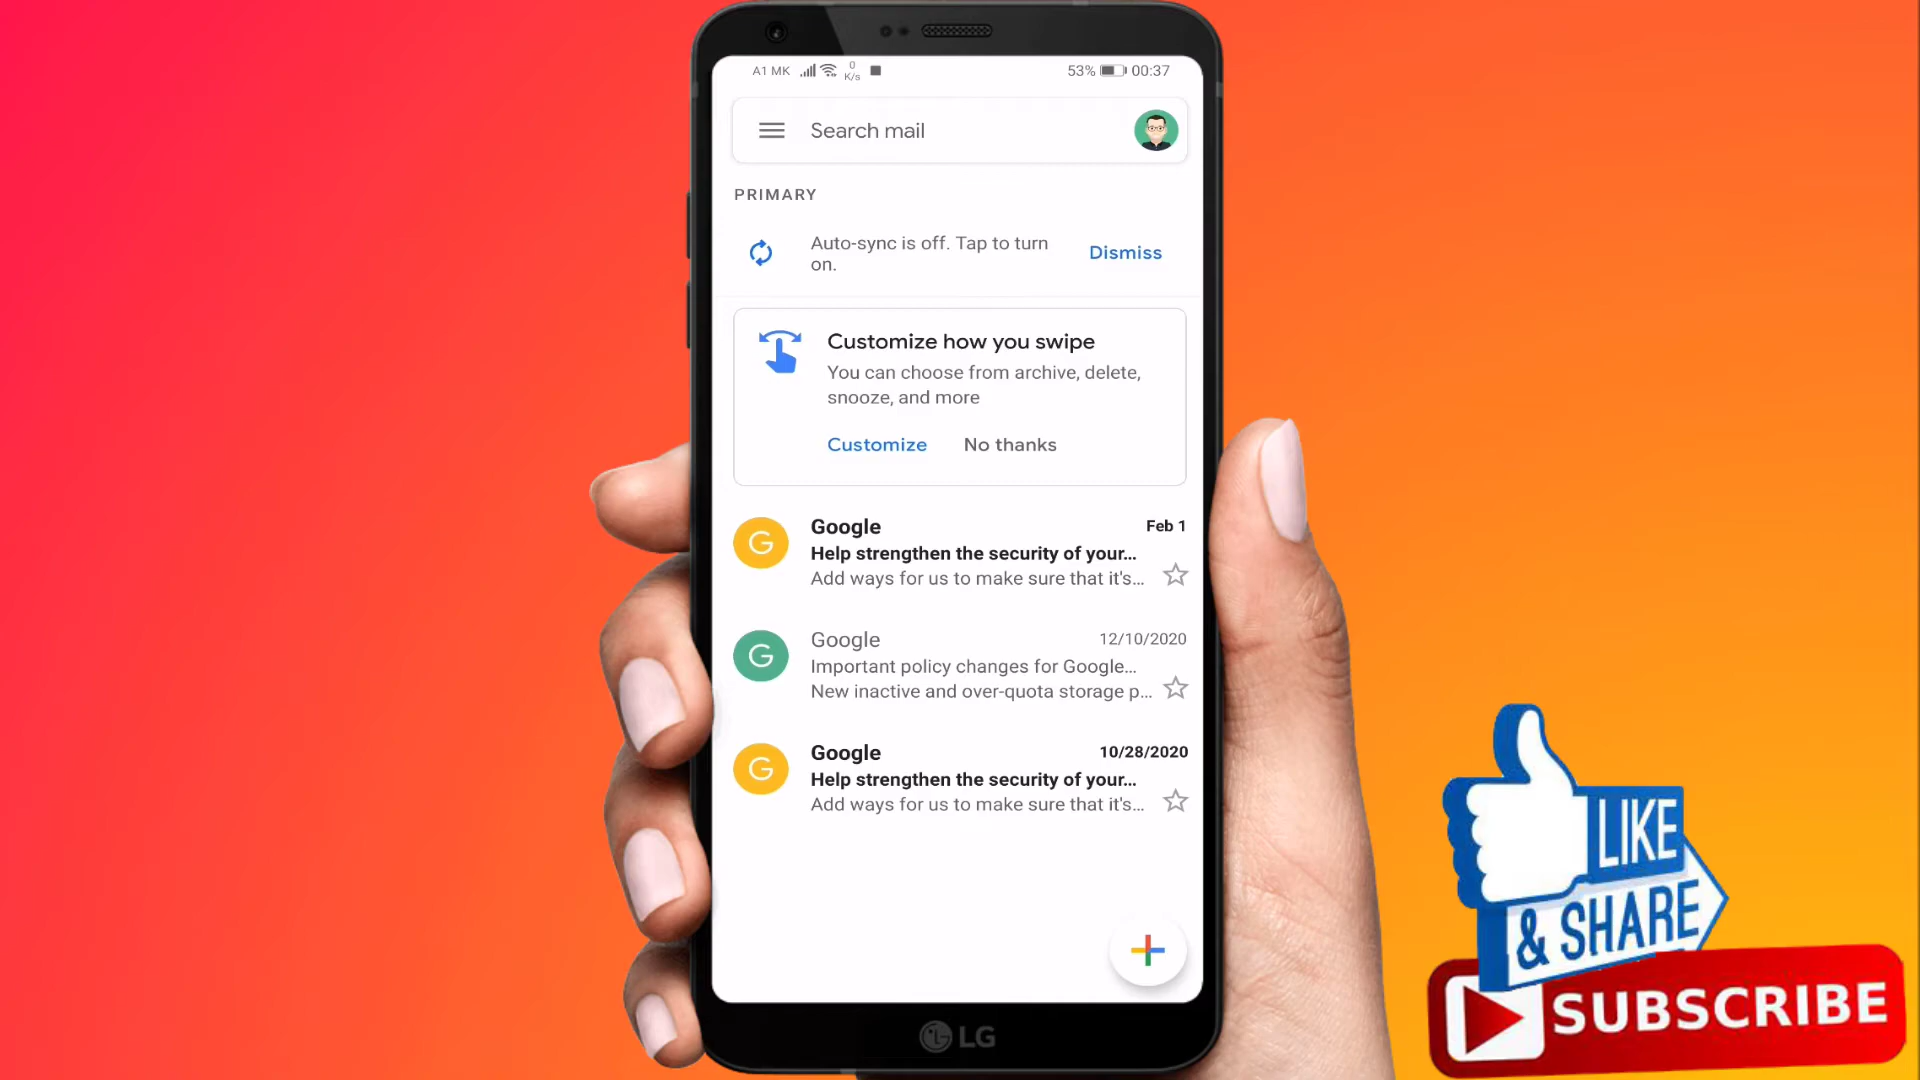 A1 MK 0 K/s 53% 00:37
Search mail
PRIMARY
Auto-sync is off. Tap to turn
on.
Dismiss
Customize how you swipe
You can choose from archive, delete,
snooze, and more
Customize No thanks
G Google Feb 1
Help strengthen the security of your...
Add ways for us to make sure that it's...
G Google 12/10/2020
Important policy changes for Google...
New inactive and over-quota storage p...
G Google 10/28/2020
Help strengthen the security of your...
Add ways for us to make sure that it's...
LG
LIKE
& SHARE
SUBSCRIBE